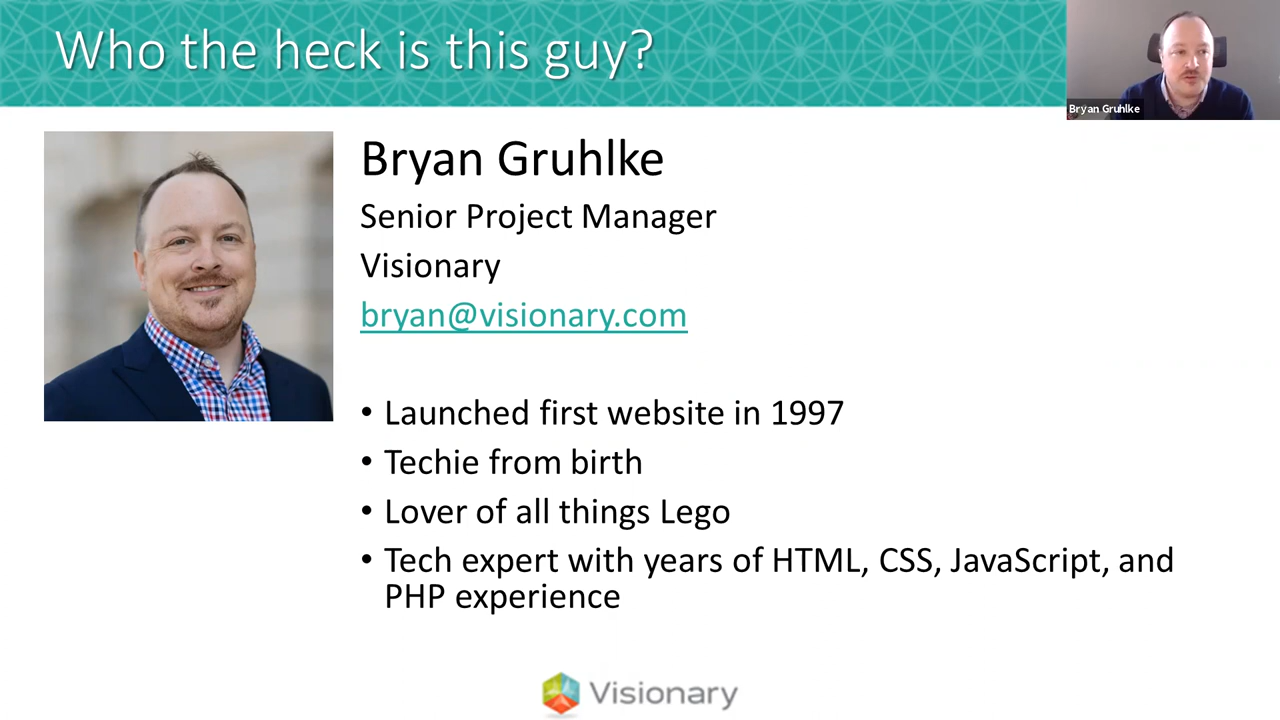 Who the heck is this guy?
Bryan Gruhlke
Bryan Gruhlke
Senior Project Manager
Visionary
bryan@visionary.com
• Launched first website in 1997
• Techie from birth
• Lover of all things Lego
• Tech expert with years of HTML, CSS, JavaScript, and
PHP experience
Visionary